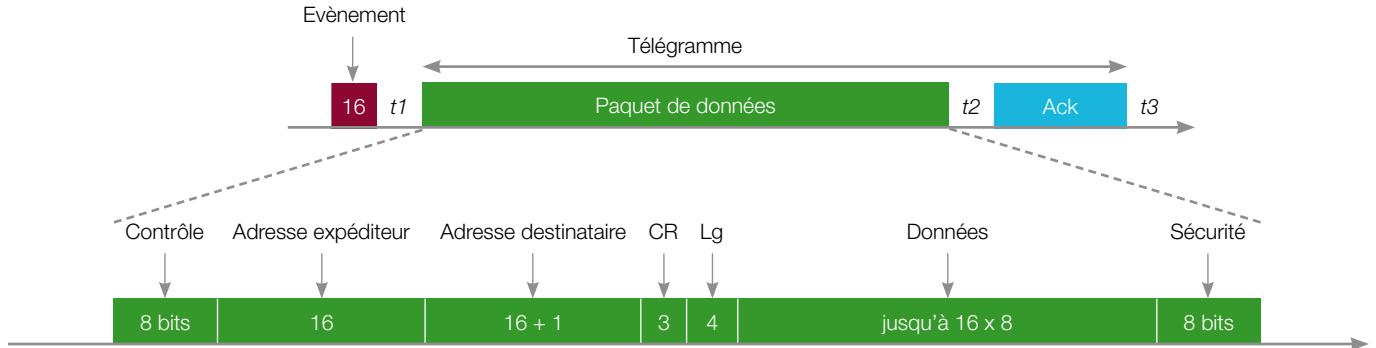 Evènement
Télégramme
16 t1 Paquet de données t2 Ack t3
Contrôle Adresse expéditeur Adresse destinataire CR Lg Données Sécurité
8 bits 16 16 + 1 3 4 jusqu'à 16 x 8 8 bits